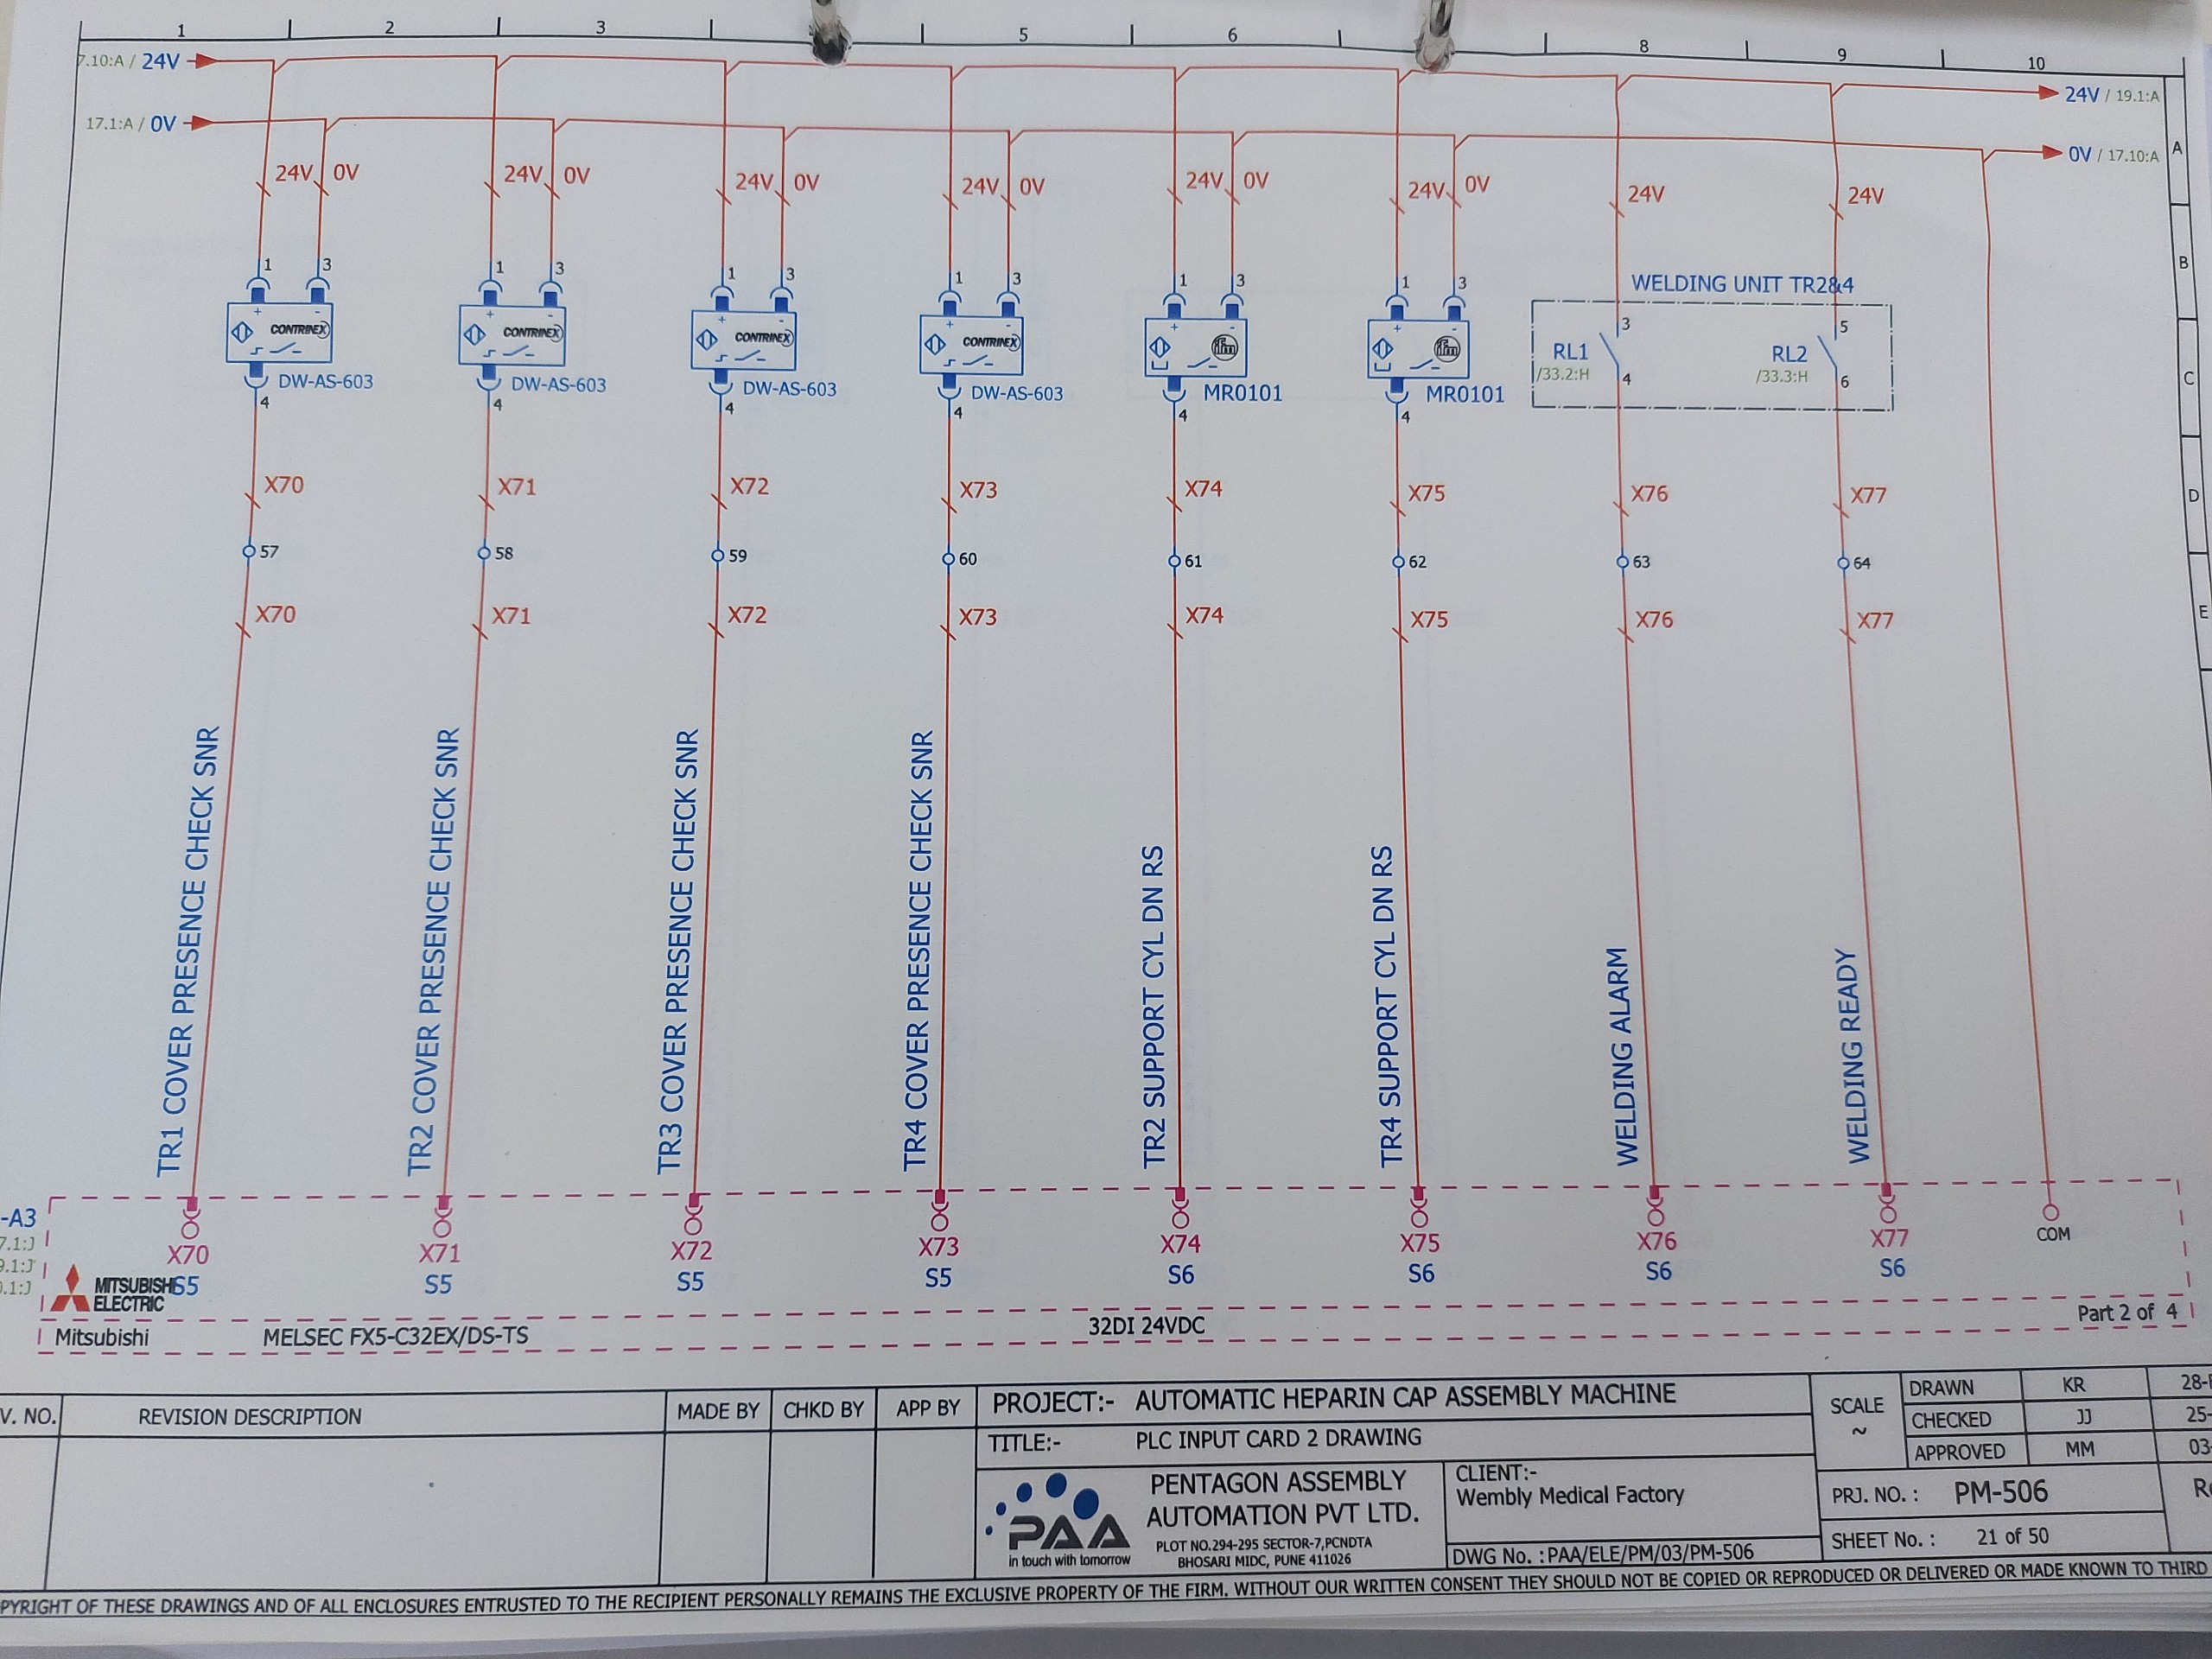 1 2 3 5 6 8 9 10
7.10:A / 24V
24V / 19.1:A
17.1:A / 0V
0V / 17.10:A
A
24V 0V 24V 0V 24V 0V 24V 0V 24V 0V 24V 0V 24V 24V
B
WELDING UNIT TR2&4
1 3 1 3 1 3 1 3 1 3 1 3 3 5
+ - + - + - + - + - + -
CONTRINEX CONTRINEX CONTRINEX CONTRINEX ifm ifm RL1 RL2
/33.2:H /33.3:H
C
DW-AS-603 DW-AS-603 DW-AS-603 DW-AS-603 MR0101 MR0101
4 4 4 4 4 4 4 6
X70 X71 X72 X73 X74 X75 X76 X77
D
57 58 59 60 61 62 63 64
X70 X71 X72 X73 X74 X75 X76 X77
E
TR1 COVER PRESENCE CHECK SNR
TR2 COVER PRESENCE CHECK SNR
TR3 COVER PRESENCE CHECK SNR
TR4 COVER PRESENCE CHECK SNR
TR2 SUPPORT CYL DN RS
TR4 SUPPORT CYL DN RS
WELDING ALARM
WELDING READY
-A3
7.1:J
9.1:J
0.1:J
X70 X71 X72 X73 X74 X75 X76 X77 COM
S5 S5 S5 S5 S6 S6 S6 S6
MITSUBISHI
ELECTRIC
Part 2 of 4
Mitsubishi MELSEC FX5-C32EX/DS-TS 32DI 24VDC
V. NO. REVISION DESCRIPTION MADE BY CHKD BY APP BY
PROJECT:- AUTOMATIC HEPARIN CAP ASSEMBLY MACHINE
TITLE:- PLC INPUT CARD 2 DRAWING
PAA
in touch with tomorrow
PENTAGON ASSEMBLY
AUTOMATION PVT LTD.
PLOT NO.294-295 SECTOR-7,PCNDTA
BHOSARI MIDC, PUNE 411026
CLIENT:-
Wembly Medical Factory
DWG No. :PAA/ELE/PM/03/PM-506
SCALE
~
DRAWN KR 28-
CHECKED JJ 25-
APPROVED MM 03-
PRJ. NO. : PM-506
SHEET No. : 21 of 50
PYRIGHT OF THESE DRAWINGS AND OF ALL ENCLOSURES ENTRUSTED TO THE RECIPIENT PERSONALLY REMAINS THE EXCLUSIVE PROPERTY OF THE FIRM. WITHOUT OUR WRITTEN CONSENT THEY SHOULD NOT BE COPIED OR REPRODUCED OR DELIVERED OR MADE KNOWN TO THIRD